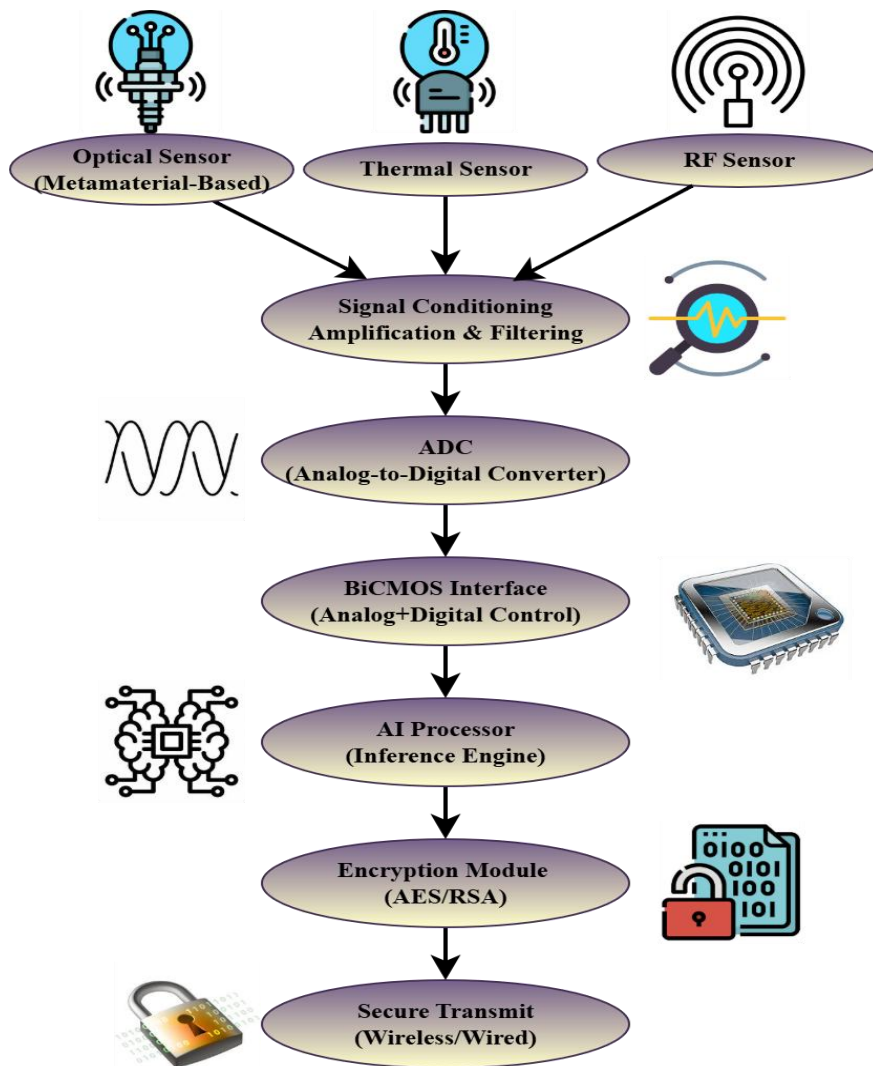 Optical Sensor
(Metamaterial-Based)
Thermal Sensor
RF Sensor
Signal Conditioning
Amplification & Filtering
ADC
(Analog-to-Digital Converter)
BiCMOS Interface
(Analog+Digital Control)
AI Processor
(Inference Engine)
0100
0101
100
101
Encryption Module
(AES/RSA)
Secure Transmit
(Wireless/Wired)